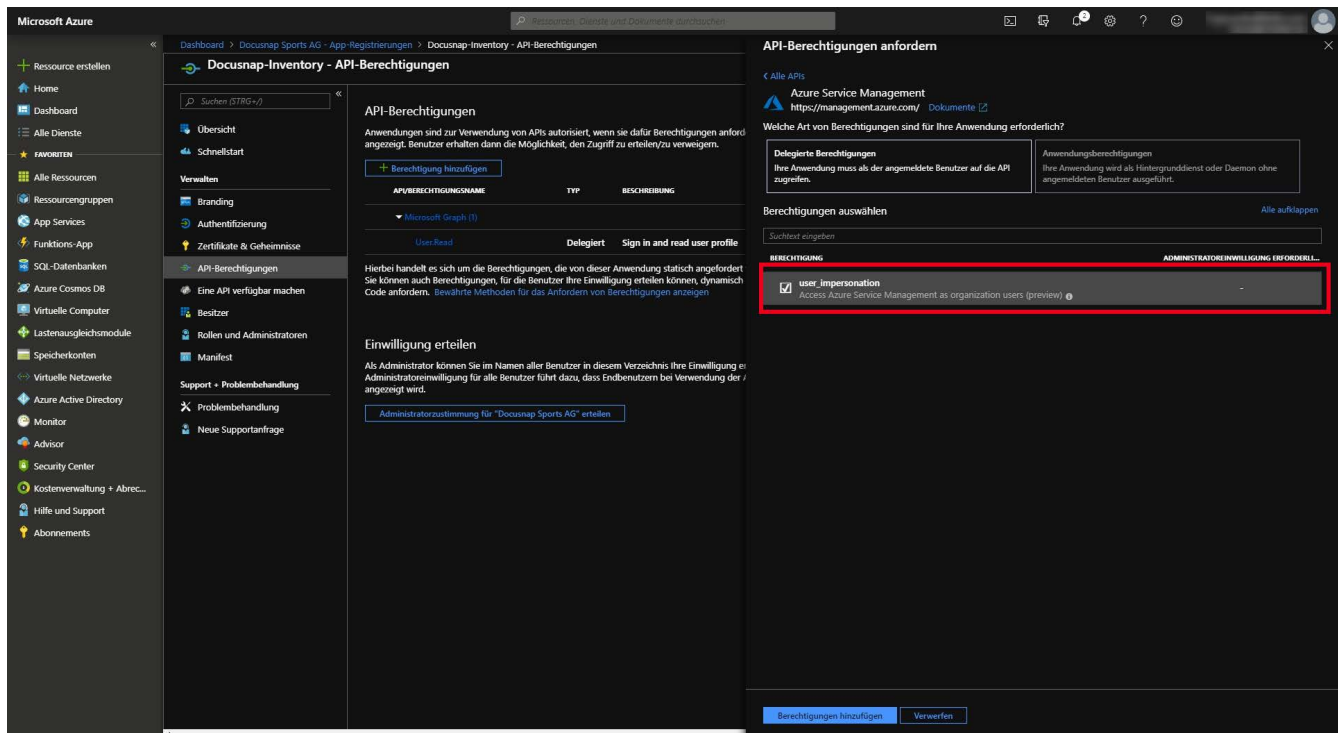 Microsoft Azure
Ressourcen, Dienste und Dokumente durchsuchen
2
«
Ressource erstellen
Home
Dashboard
Alle Dienste
FAVORITEN
Alle Ressourcen
Ressourcengruppen
App Services
Funktions-App
SQL-Datenbanken
Azure Cosmos DB
Virtuelle Computer
Lastenausgleichsmodule
Speicherkonten
Virtuelle Netzwerke
Azure Active Directory
Monitor
Advisor
Security Center
Kostenverwaltung + Abrec...
Hilfe und Support
Abonnements
Dashboard > Docusnap Sports AG - App-Registrierungen > Docusnap-Inventory - API-Berechtigungen
Docusnap-Inventory - API-Berechtigungen
Suchen (STRG+/)
«
Übersicht
Schnellstart
Verwalten
Branding
Authentifizierung
Zertifikate & Geheimnisse
API-Berechtigungen
Eine API verfügbar machen
Besitzer
Rollen und Administratoren
Manifest
Support + Problembehandlung
Problembehandlung
Neue Supportanfrage
API-Berechtigungen
Anwendungen sind zur Verwendung von APIs autorisiert, wenn sie dafür Berechtigungen anford
angezeigt. Benutzer erhalten dann die Möglichkeit, den Zugriff zu erteilen/zu verweigern.
+ Berechtigung hinzufügen
API/BERECHTIGUNGSNAME TYP BESCHREIBUNG
Microsoft Graph (1)
User.Read Delegiert Sign in and read user profile
Hierbei handelt es sich um die Berechtigungen, die von dieser Anwendung statisch angefordert
Sie können auch Berechtigungen, für die Benutzer Ihre Einwilligung erteilen können, dynamisch
Code anfordern. Bewährte Methoden für das Anfordern von Berechtigungen anzeigen
Einwilligung erteilen
Als Administrator können Sie im Namen aller Benutzer in diesem Verzeichnis Ihre Einwilligung er
Administratoreinwilligung für alle Benutzer führt dazu, dass Endbenutzern bei Verwendung der A
angezeigt wird.
Administratorzustimmung für "Docusnap Sports AG" erteilen
API-Berechtigungen anfordern
< Alle APIs
Azure Service Management
https://management.azure.com/ Dokumente
Welche Art von Berechtigungen sind für Ihre Anwendung erforderlich?
Delegierte Berechtigungen
Ihre Anwendung muss als der angemeldete Benutzer auf die API
zugreifen.
Anwendungsberechtigungen
Ihre Anwendung wird als Hintergrunddienst oder Daemon ohne
angemeldeten Benutzer ausgeführt.
Berechtigungen auswählen Alle aufklappen
Suchtext eingeben
BERECHTIGUNG ADMINISTRATOREINWILLIGUNG ERFORDERLI...
user_impersonation
Access Azure Service Management as organization users (preview) -
Berechtigungen hinzufügen Verwerfen